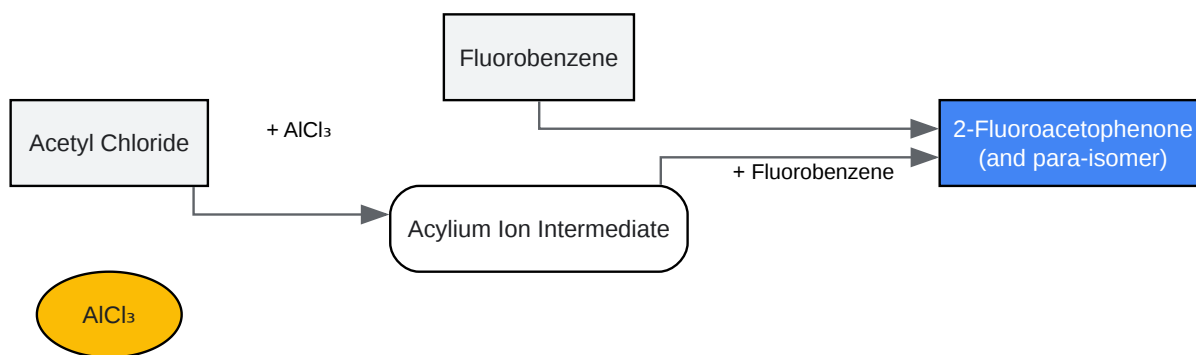 Fluorobenzene
Acetyl Chloride
+ AlCl₃
2-Fluoroacetophenone
(and para-isomer)
+ Fluorobenzene
Acylium Ion Intermediate
AlCl₃